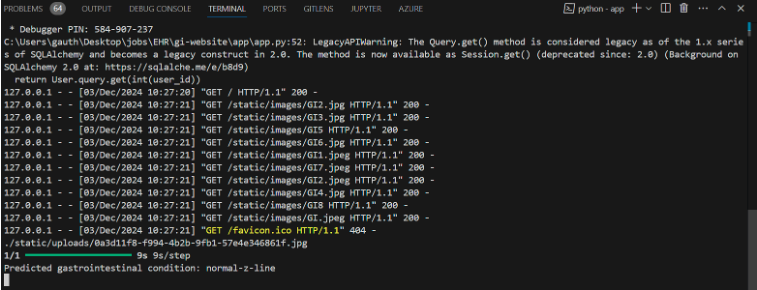 PROBLEMS 64 OUTPUT DEBUG CONSOLE TERMINAL PORTS GITLENS JUPYTER AZURE python - app
* Debugger PIN: 584-907-237
C:\Users\gauth\Desktop\jobs\EHR\gi-website\app\app.py:52: LegacyAPIWarning: The Query.get() method is considered legacy as of the 1.x serie
s of SQLAlchemy and becomes a legacy construct in 2.0. The method is now available as Session.get() (deprecated since: 2.0) (Background on
SQLAlchemy 2.0 at: https://sqlalche.me/e/b8d9)
return User.query.get(int(user_id))
127.0.0.1 - - [03/Dec/2024 10:27:20] "GET / HTTP/1.1" 200 -
127.0.0.1 - - [03/Dec/2024 10:27:21] "GET /static/images/GI2.jpg HTTP/1.1" 200 -
127.0.0.1 - - [03/Dec/2024 10:27:21] "GET /static/images/GI3.jpg HTTP/1.1" 200 -
127.0.0.1 - - [03/Dec/2024 10:27:21] "GET /static/images/GI5 HTTP/1.1" 200 -
127.0.0.1 - - [03/Dec/2024 10:27:21] "GET /static/images/GI6.jpg HTTP/1.1" 200 -
127.0.0.1 - - [03/Dec/2024 10:27:21] "GET /static/images/GI1.jpeg HTTP/1.1" 200 -
127.0.0.1 - - [03/Dec/2024 10:27:21] "GET /static/images/GI7.jpeg HTTP/1.1" 200 -
127.0.0.1 - - [03/Dec/2024 10:27:21] "GET /static/images/GI2.jpeg HTTP/1.1" 200 -
127.0.0.1 - - [03/Dec/2024 10:27:21] "GET /static/images/GI4.jpg HTTP/1.1" 200 -
127.0.0.1 - - [03/Dec/2024 10:27:21] "GET /static/images/GI8 HTTP/1.1" 200 -
127.0.0.1 - - [03/Dec/2024 10:27:21] "GET /static/images/GI.jpeg HTTP/1.1" 200 -
127.0.0.1 - - [03/Dec/2024 10:27:21] "GET /favicon.ico HTTP/1.1" 404 -
./static/uploads/0a3d11f8-f994-4b2b-9fb1-57e4e346861f.jpg
1/1 9s 9s/step
Predicted gastrointestinal condition: normal-z-line